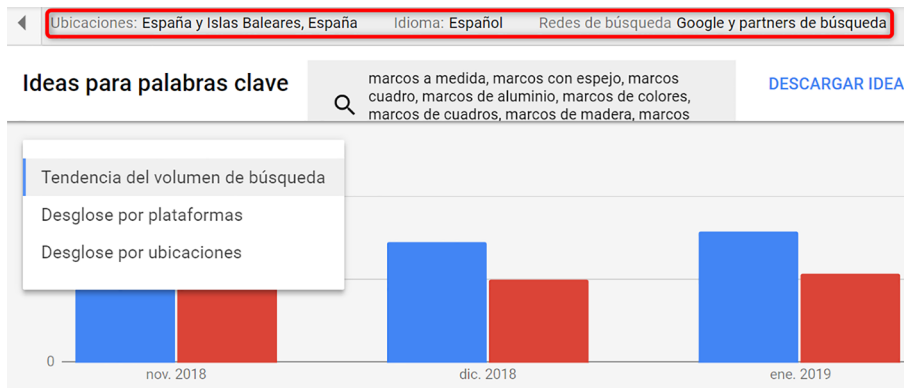 Ubicaciones: España y Islas Baleares, España Idioma: Español Redes de búsqueda Google y partners de búsqueda
Ideas para palabras clave
marcos a medida, marcos con espejo, marcos
cuadro, marcos de aluminio, marcos de colores,
marcos de cuadros, marcos de madera, marcos
DESCARGAR IDEA
Tendencia del volumen de búsqueda
Desglose por plataformas
Desglose por ubicaciones
0
nov. 2018 dic. 2018 ene. 2019